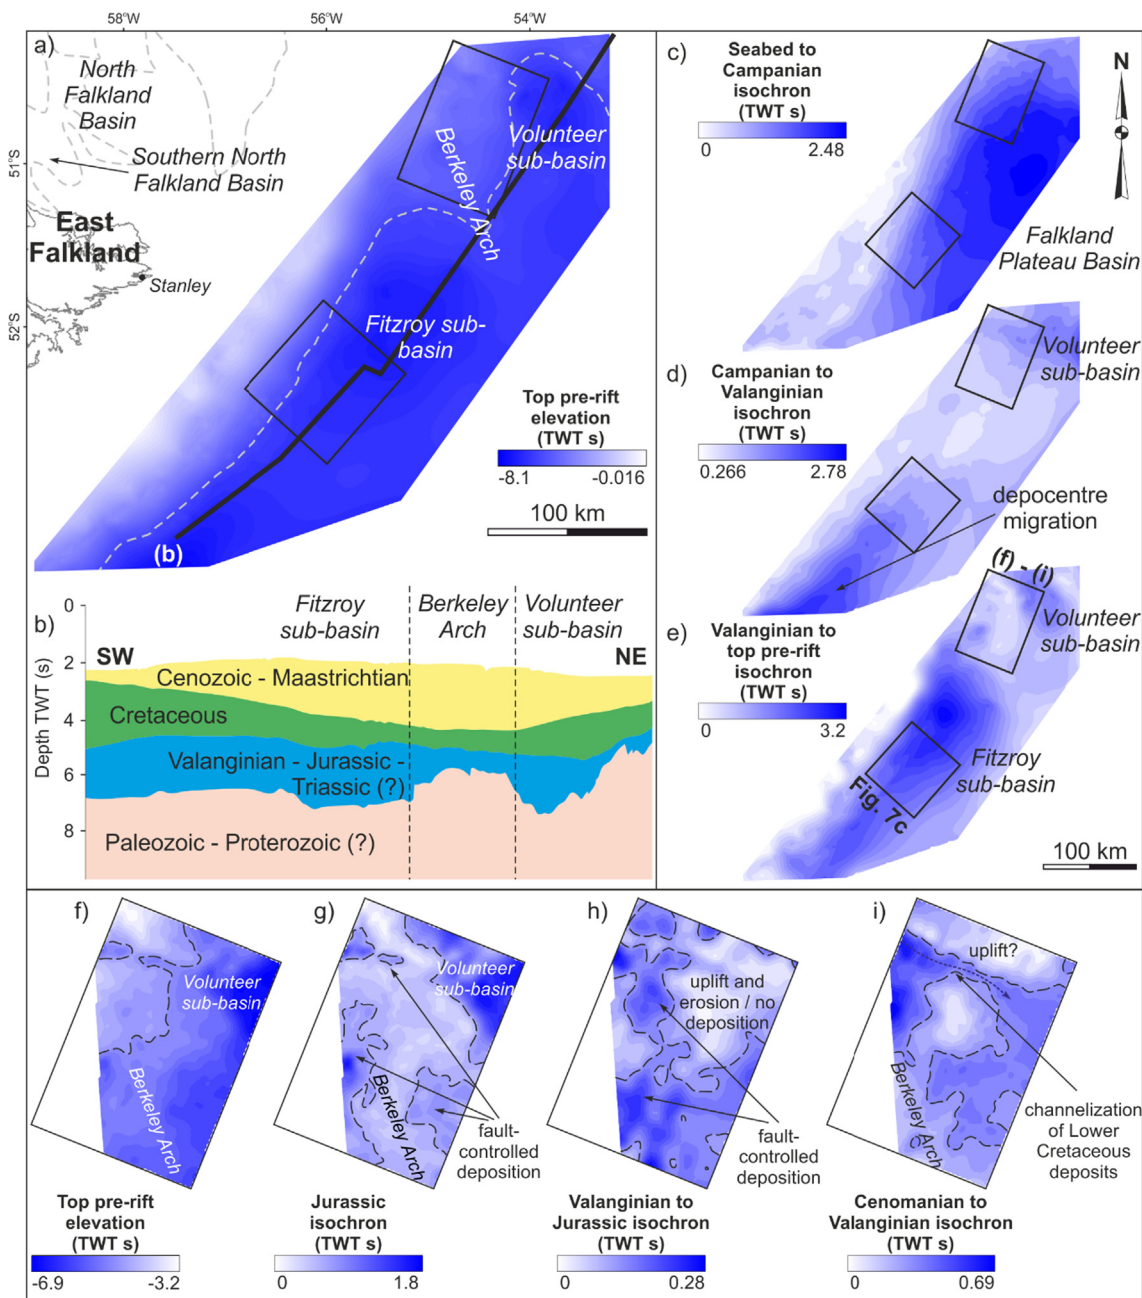 58°W
56°W
54°W
a)
North
Falkland
Basin
Southern North
Falkland Basin
51°S
East
Falkland
Stanley
52°S
Berkeley Arch
Volunteer
sub-basin
Fitzroy sub-
basin
(b)
Top pre-rift
elevation
(TWT s)
-8.1
-0.016
100 km
b)
0
2
4
6
8
Depth TWT (s)
SW
NE
Fitzroy
sub-basin
Berkeley
Arch
Volunteer
sub-basin
Cenozoic - Maastrichtian
Cretaceous
Valanginian - Jurassic -
Triassic (?)
Paleozoic - Proterozoic (?)
c)
Seabed to
Campanian
isochron
(TWT s)
0
2.48
N
Falkland
Plateau Basin
d)
Campanian to
Valanginian
isochron
(TWT s)
0.266
2.78
Volunteer
sub-basin
depocentre
migration
e)
Valanginian to
top pre-rift
isochron
(TWT s)
0
3.2
(f) - (i)
Volunteer
sub-basin
Fitzroy
sub-basin
Fig. 7c
100 km
f)
Volunteer
sub-basin
Berkeley Arch
Top pre-rift
elevation
(TWT s)
-6.9
-3.2
g)
Volunteer
sub-basin
Berkeley Arch
fault-
controlled
deposition
Jurassic
isochron
(TWT s)
0
1.8
h)
uplift and
erosion / no
deposition
fault-
controlled
deposition
Valanginian to
Jurassic isochron
(TWT s)
0
0.28
i)
uplift?
Berkeley Arch
channelization
of Lower
Cretaceous
deposits
Cenomanian to
Valanginian isochron
(TWT s)
0
0.69